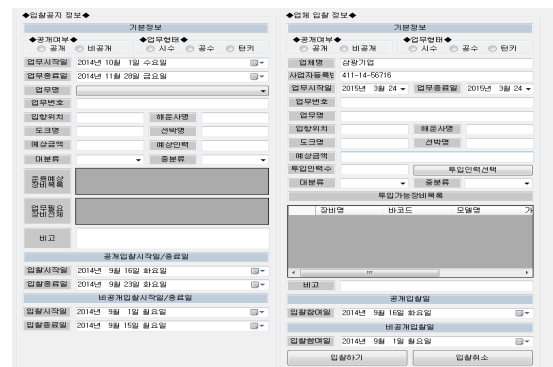 ◆입찰공지 정보◆
기본정보
◆공개여부◆ ◆업무형태◆
공개 비공개 시수 공수 턴키
업무시작일 2014년 10월 1일 수요일
업무종료일 2014년 11월 28일 금요일
업무명
업무번호
입항위치 해운사명
도크명 선박명
예상금액 예상인력
대분류 중분류
동종예상
장비목록
업무필요
장비전체
비고
공개입찰시작일/종료일
입찰시작일 2014년 9월 16일 화요일
입찰종료일 2014년 9월 23일 화요일
비공개입찰시작일/종료일
입찰시작일 2014년 9월 1일 월요일
입찰종료일 2014년 9월 15일 월요일
◆업체 입찰 정보◆
기본정보
◆공개여부◆ ◆업무형태◆
공개 비공개 시수 공수 턴키
업체명 삼광기업
사업자등록번 411-14-56716
업무시작일 2015년 3월 24 업무종료일 2015년 3월 24
업무번호
업무명
입항위치 해운사명
도크명 선박명
예상금액
투입인력수 투입인력선택
대분류 중분류
투입가능장비목록
장비명 바코드 모델명 가
비고
공개입찰일
입찰참여일 2014년 9월 16일 화요일
비공개입찰일
입찰참여일 2014년 9월 1일 월요일
입찰하기 입찰취소